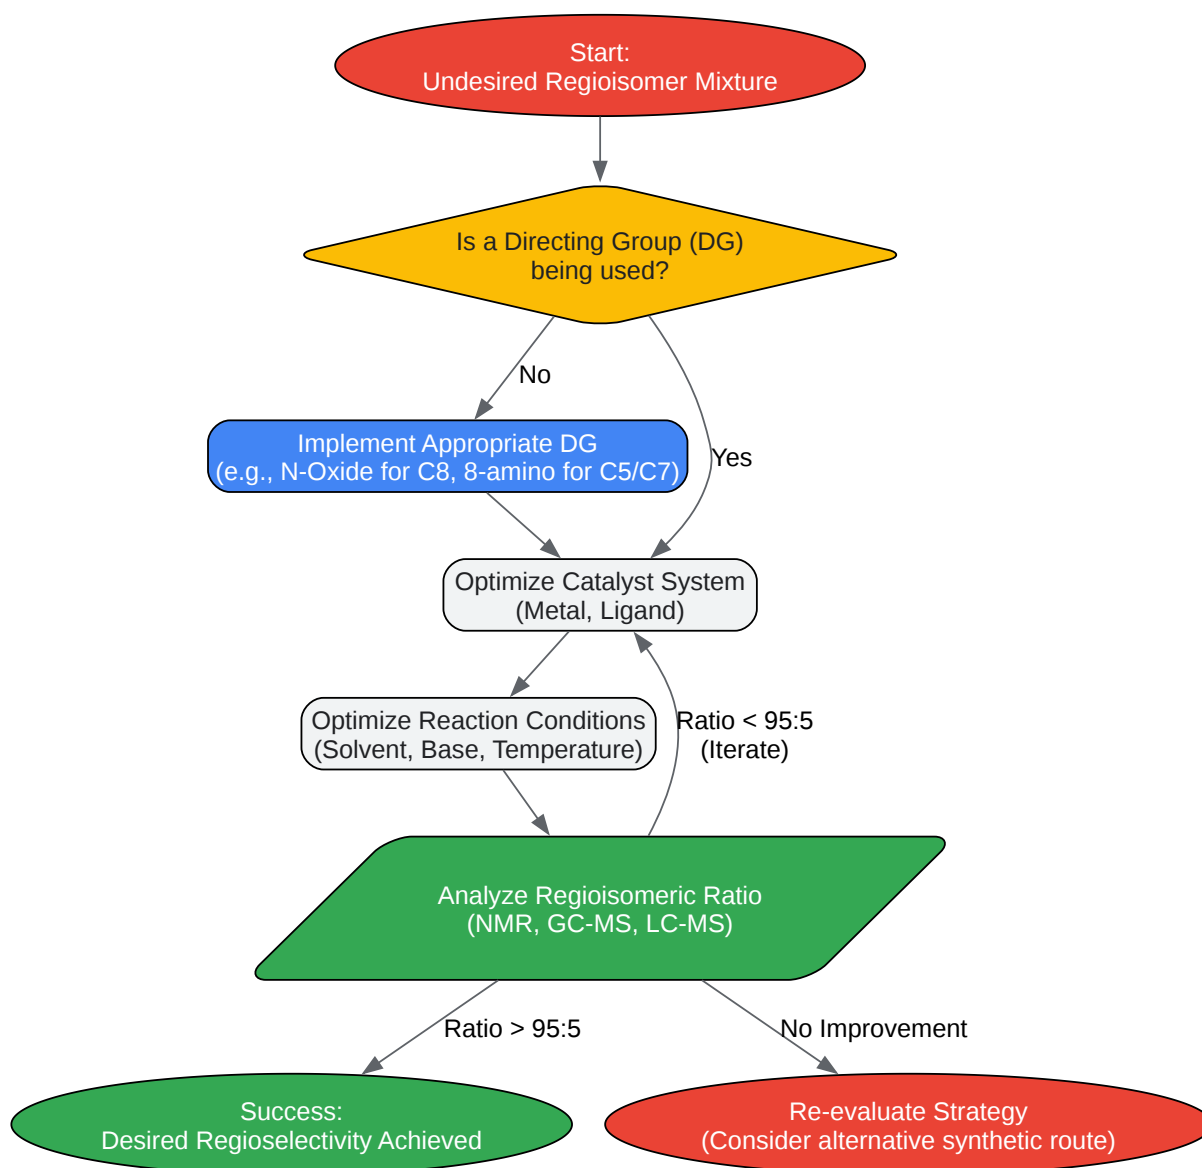 Start:
Undesired Regioisomer Mixture
Is a Directing Group (DG)
being used?
No
Implement Appropriate DG
(e.g., N-Oxide for C8, 8-amino for C5/C7)
Yes
Optimize Catalyst System
(Metal, Ligand)
Optimize Reaction Conditions
(Solvent, Base, Temperature)
Ratio < 95:5
(Iterate)
Analyze Regioisomeric Ratio
(NMR, GC-MS, LC-MS)
Ratio > 95:5
No Improvement
Success:
Desired Regioselectivity Achieved
Re-evaluate Strategy
(Consider alternative synthetic route)